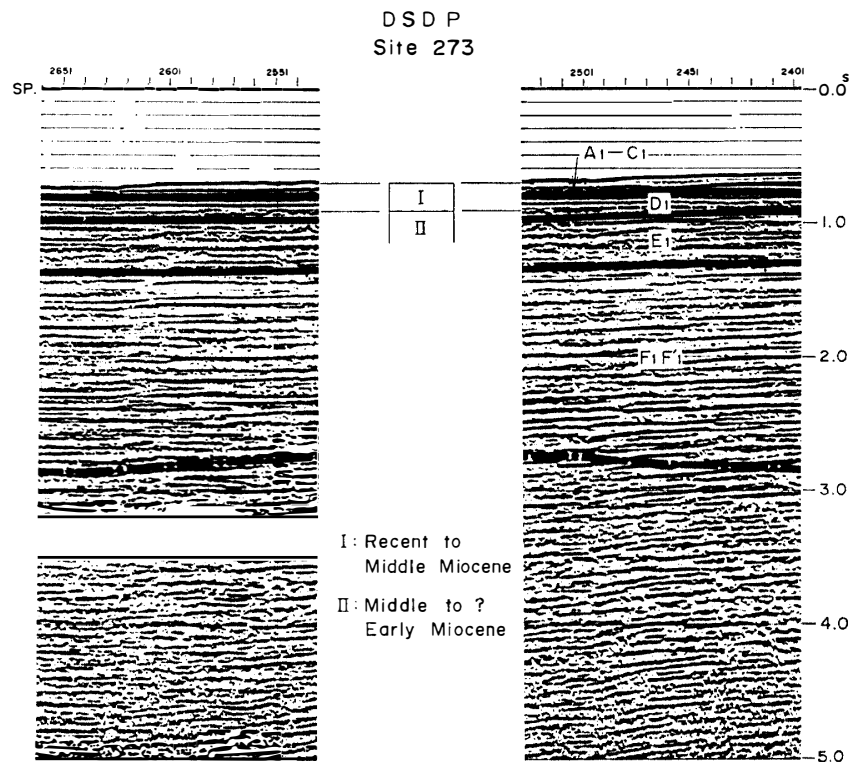 DSDP
Site 273
SP. 2651 2601 2551 2501 2451 2401 s
0.0
A1-C1
I
D1
II
1.0
E1
F1 F'1
2.0
3.0
I: Recent to
Middle Miocene
II: Middle to ?
Early Miocene
4.0
5.0